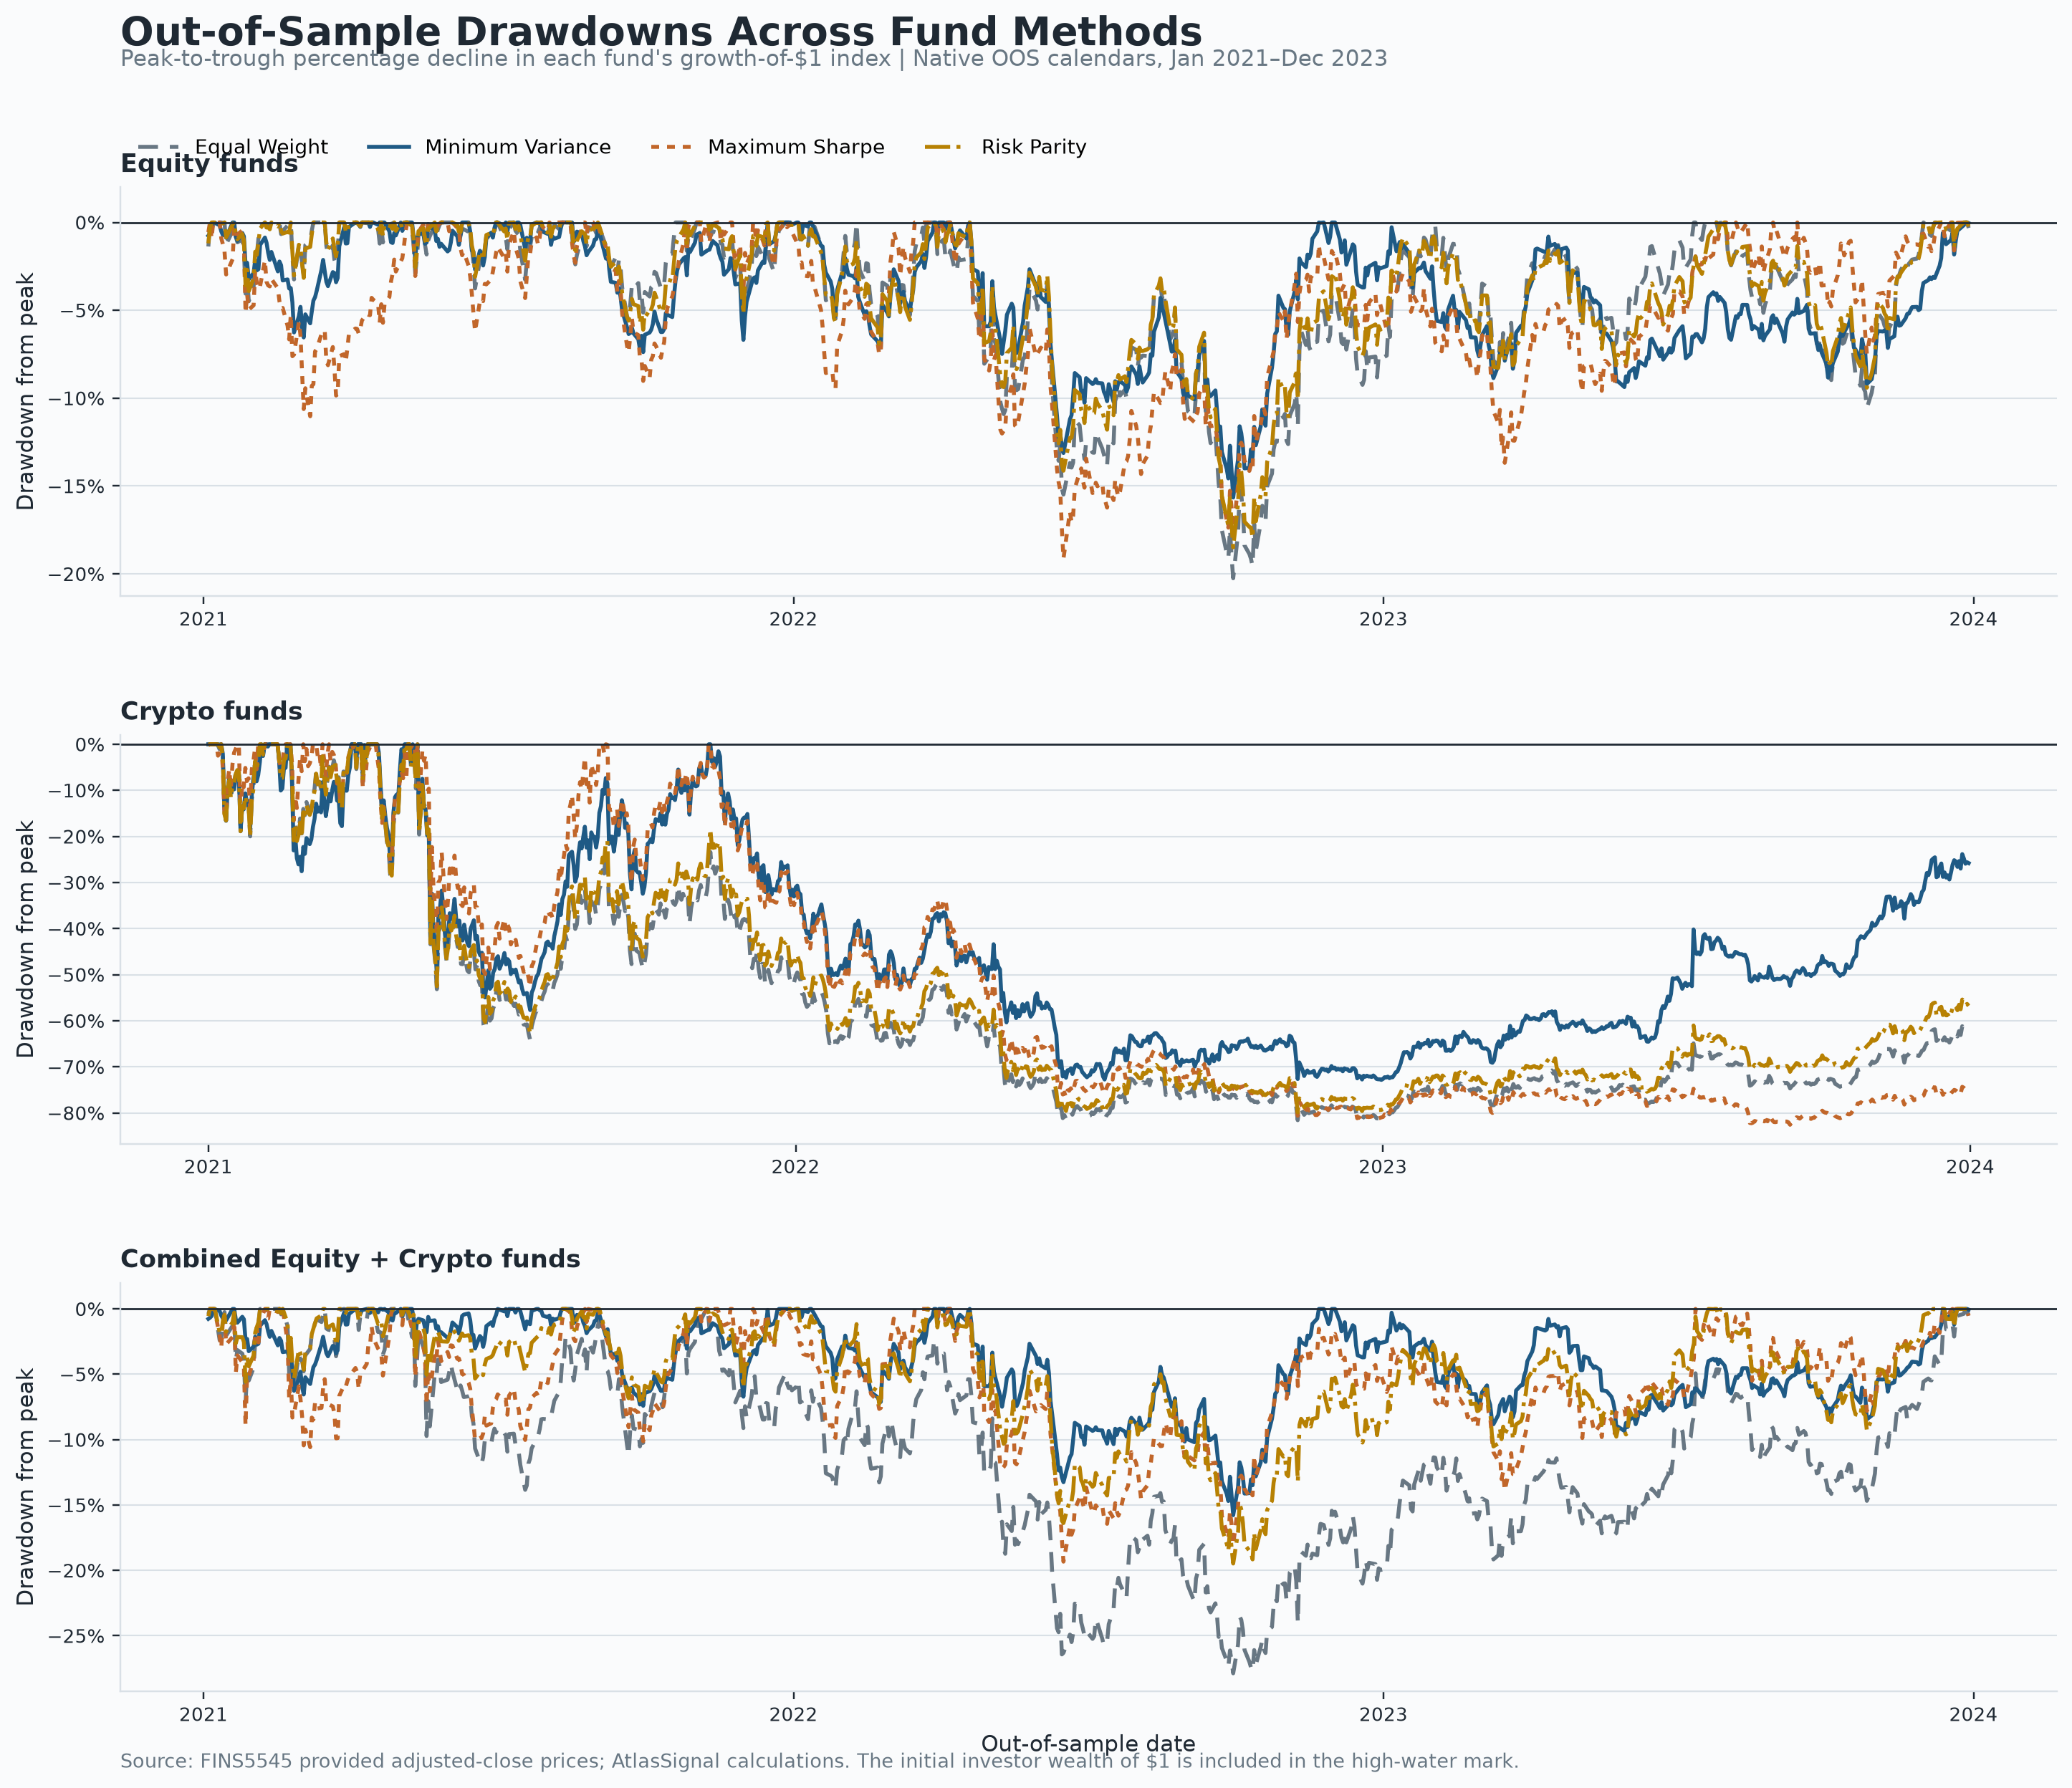 Out-of-Sample Drawdowns Across Fund Methods
Peak-to-trough percentage decline in each fund's growth-of-$1 index | Native OOS calendars, Jan 2021–Dec 2023
Equal Weight Minimum Variance Maximum Sharpe Risk Parity
Equity funds
Drawdown from peak
0%
−5%
−10%
−15%
−20%
2021 2022 2023 2024
Crypto funds
Drawdown from peak
0%
−10%
−20%
−30%
−40%
−50%
−60%
−70%
−80%
2021 2022 2023 2024
Combined Equity + Crypto funds
Drawdown from peak
0%
−5%
−10%
−15%
−20%
−25%
2021 2022 2023 2024
Out-of-sample date
Source: FINS5545 provided adjusted-close prices; AtlasSignal calculations. The initial investor wealth of $1 is included in the high-water mark.